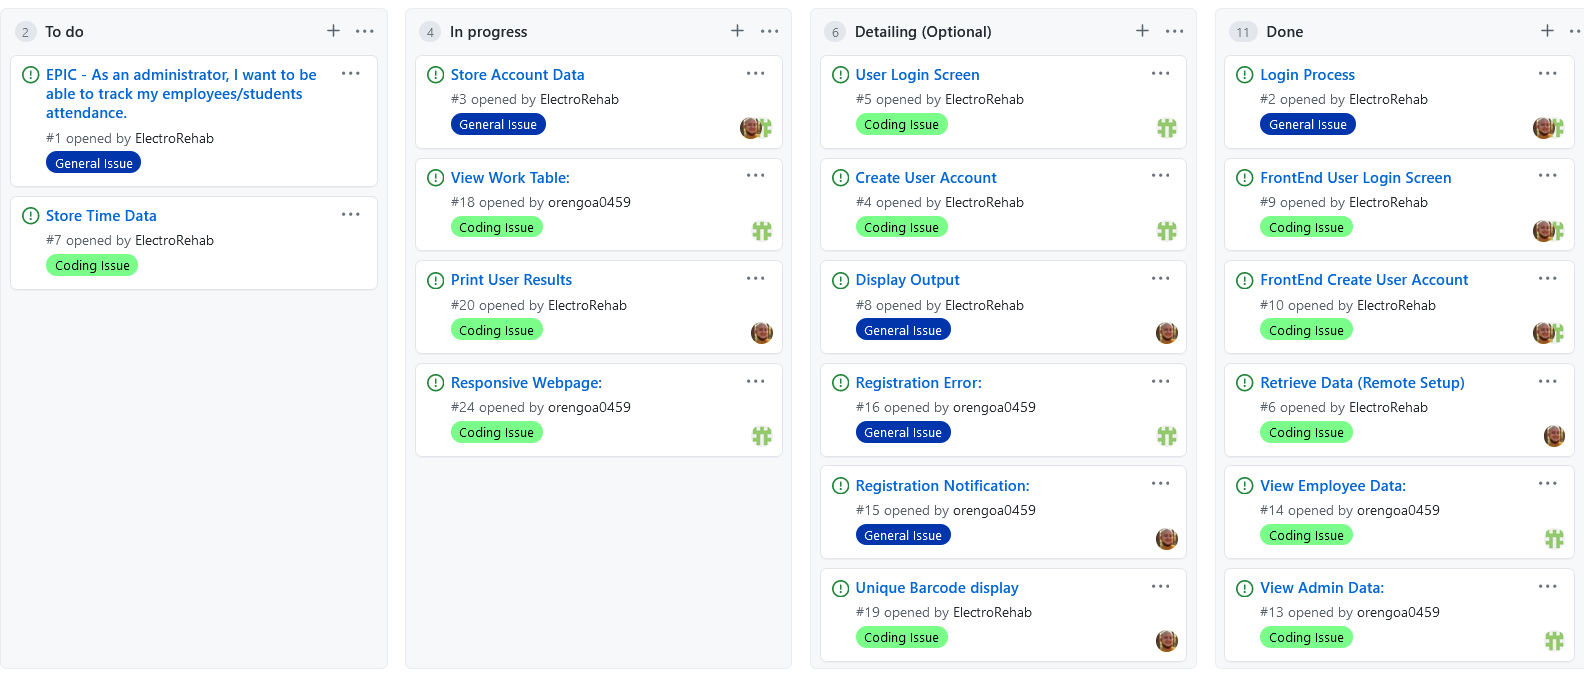 2 To do
EPIC - As an administrator, I want to be
able to track my employees/students
attendance.
#1 opened by ElectroRehab
General Issue
Store Time Data
#7 opened by ElectroRehab
Coding Issue
4 In progress
Store Account Data
#3 opened by ElectroRehab
General Issue
View Work Table:
#18 opened by orengoa0459
Coding Issue
Print User Results
#20 opened by ElectroRehab
Coding Issue
Responsive Webpage:
#24 opened by orengoa0459
Coding Issue
6 Detailing (Optional)
User Login Screen
#5 opened by ElectroRehab
Coding Issue
Create User Account
#4 opened by ElectroRehab
Coding Issue
Display Output
#8 opened by ElectroRehab
General Issue
Registration Error:
#16 opened by orengoa0459
General Issue
Registration Notification:
#15 opened by orengoa0459
General Issue
Unique Barcode display
#19 opened by ElectroRehab
Coding Issue
11 Done
Login Process
#2 opened by ElectroRehab
General Issue
FrontEnd User Login Screen
#9 opened by ElectroRehab
Coding Issue
FrontEnd Create User Account
#10 opened by ElectroRehab
Coding Issue
Retrieve Data (Remote Setup)
#6 opened by ElectroRehab
Coding Issue
View Employee Data:
#14 opened by orengoa0459
Coding Issue
View Admin Data:
#13 opened by orengoa0459
Coding Issue